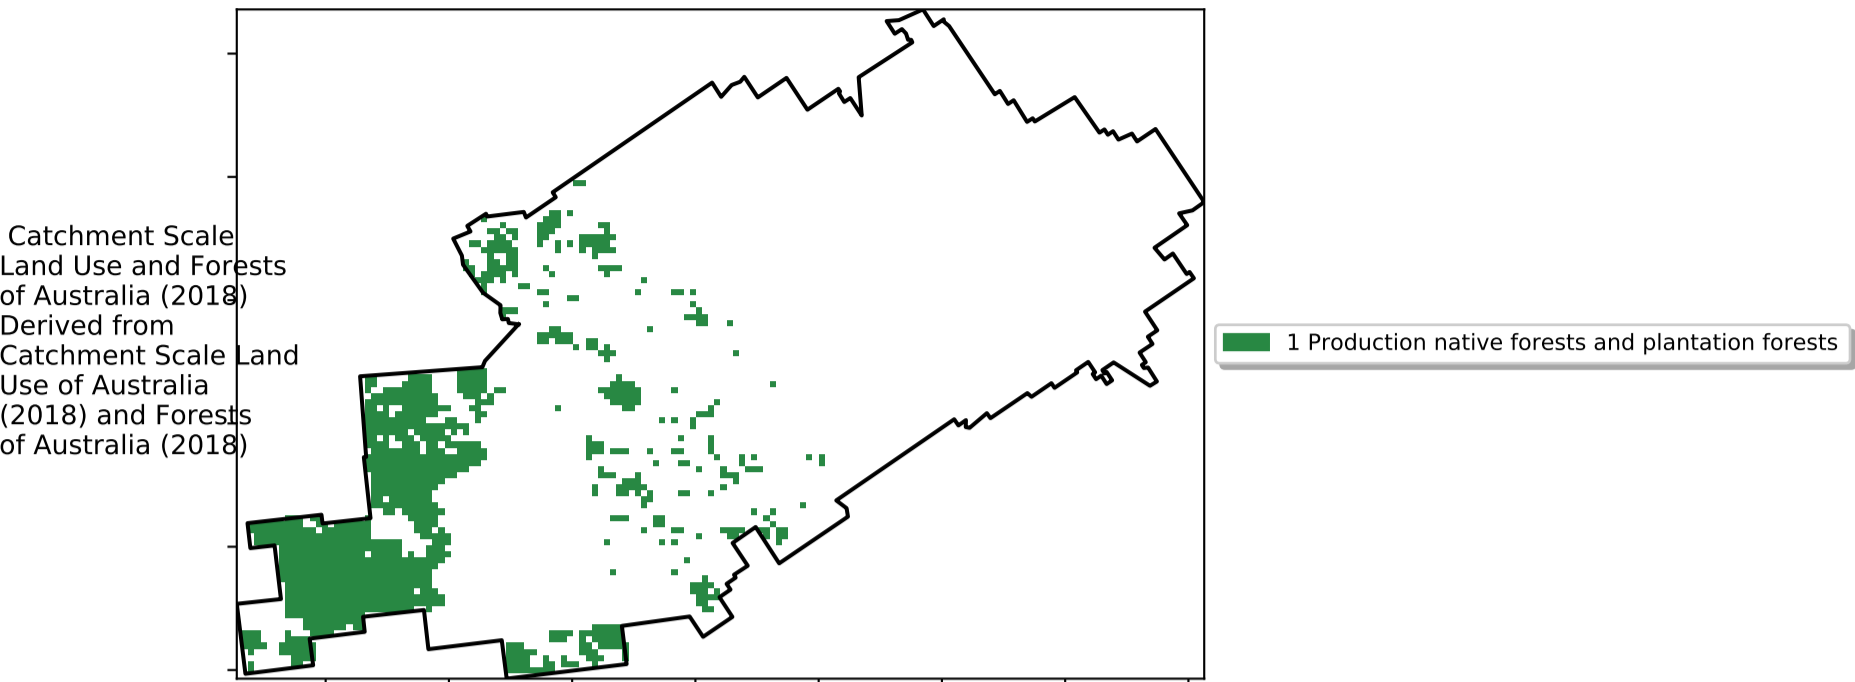 Catchment Scale
Land Use and Forests
of Australia (2018)
Derived from
Catchment Scale Land
Use of Australia
(2018) and Forests
of Australia (2018)
1 Production native forests and plantation forests